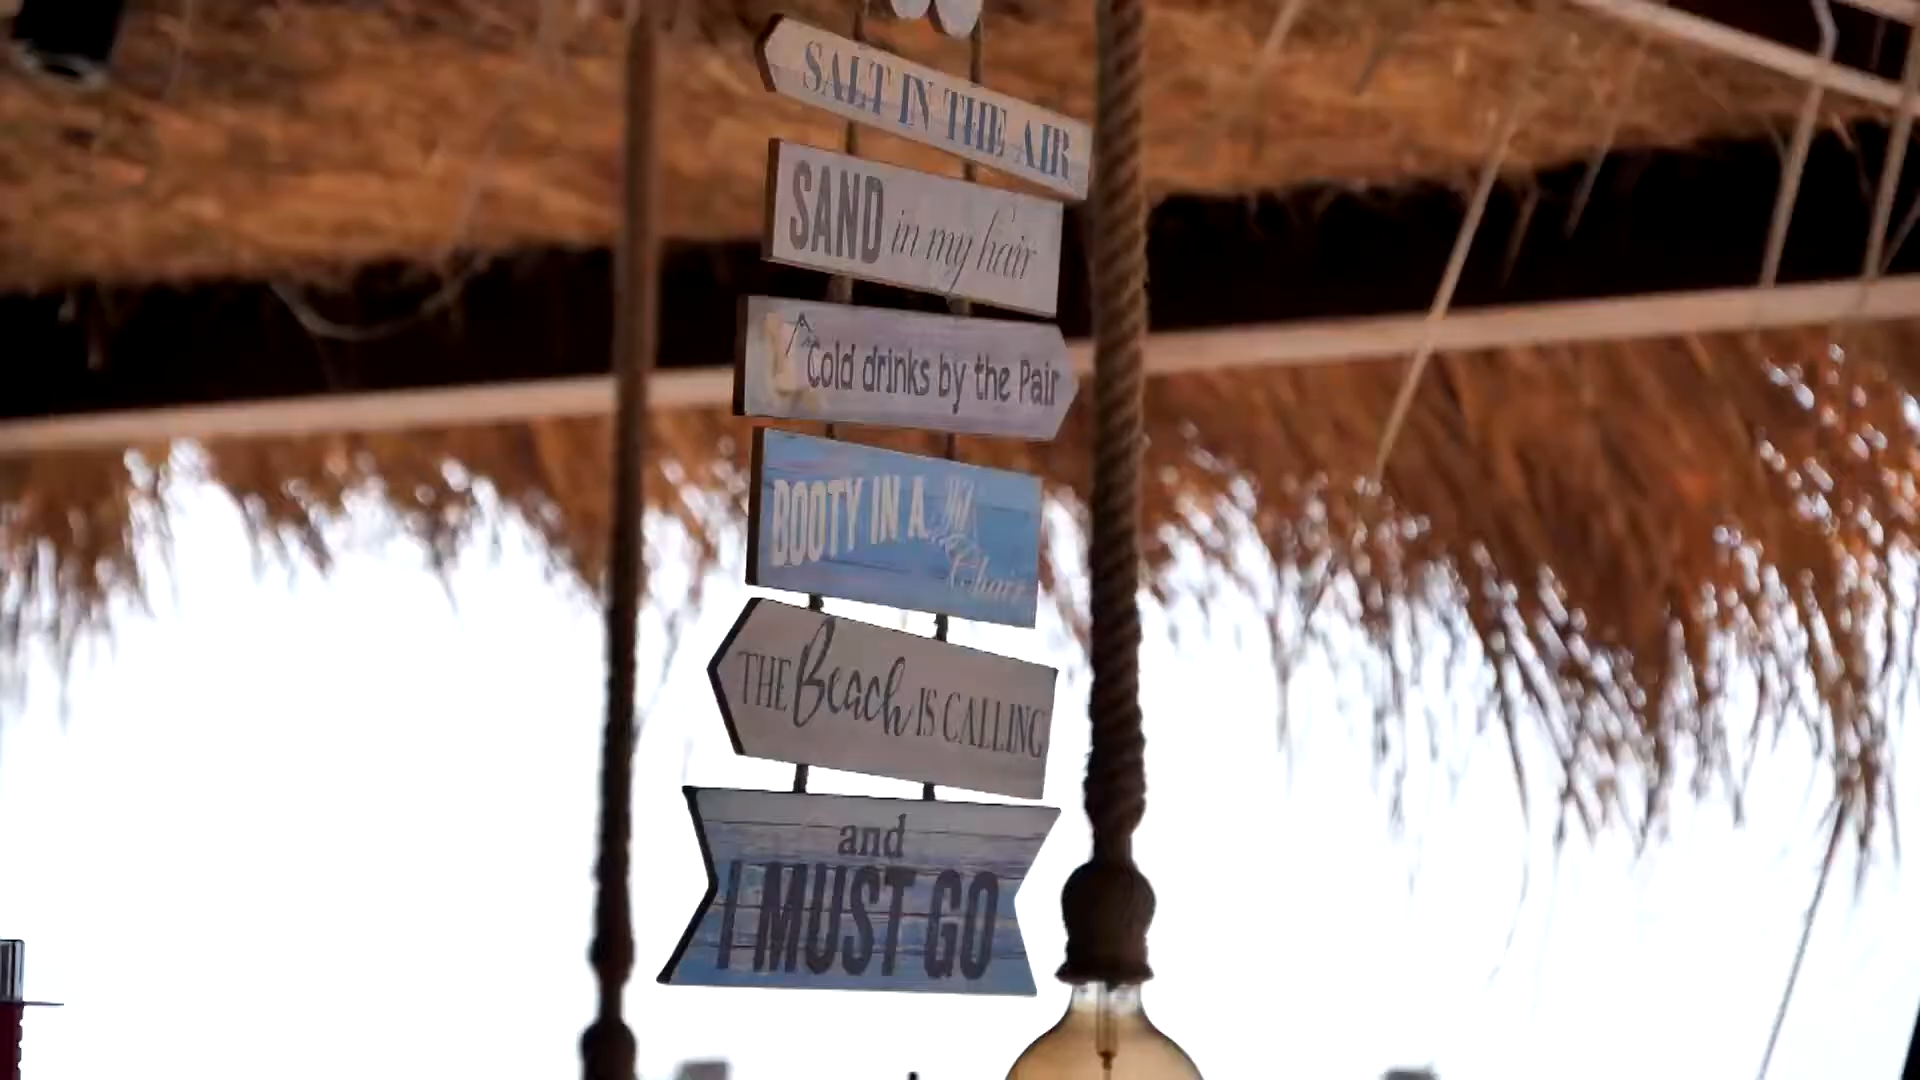 SALT IN THE AIR
SAND in my hair
Cold drinks by the Pair
BOOTY IN A
Chair
THE Beach IS CALLING
and
I MUST GO